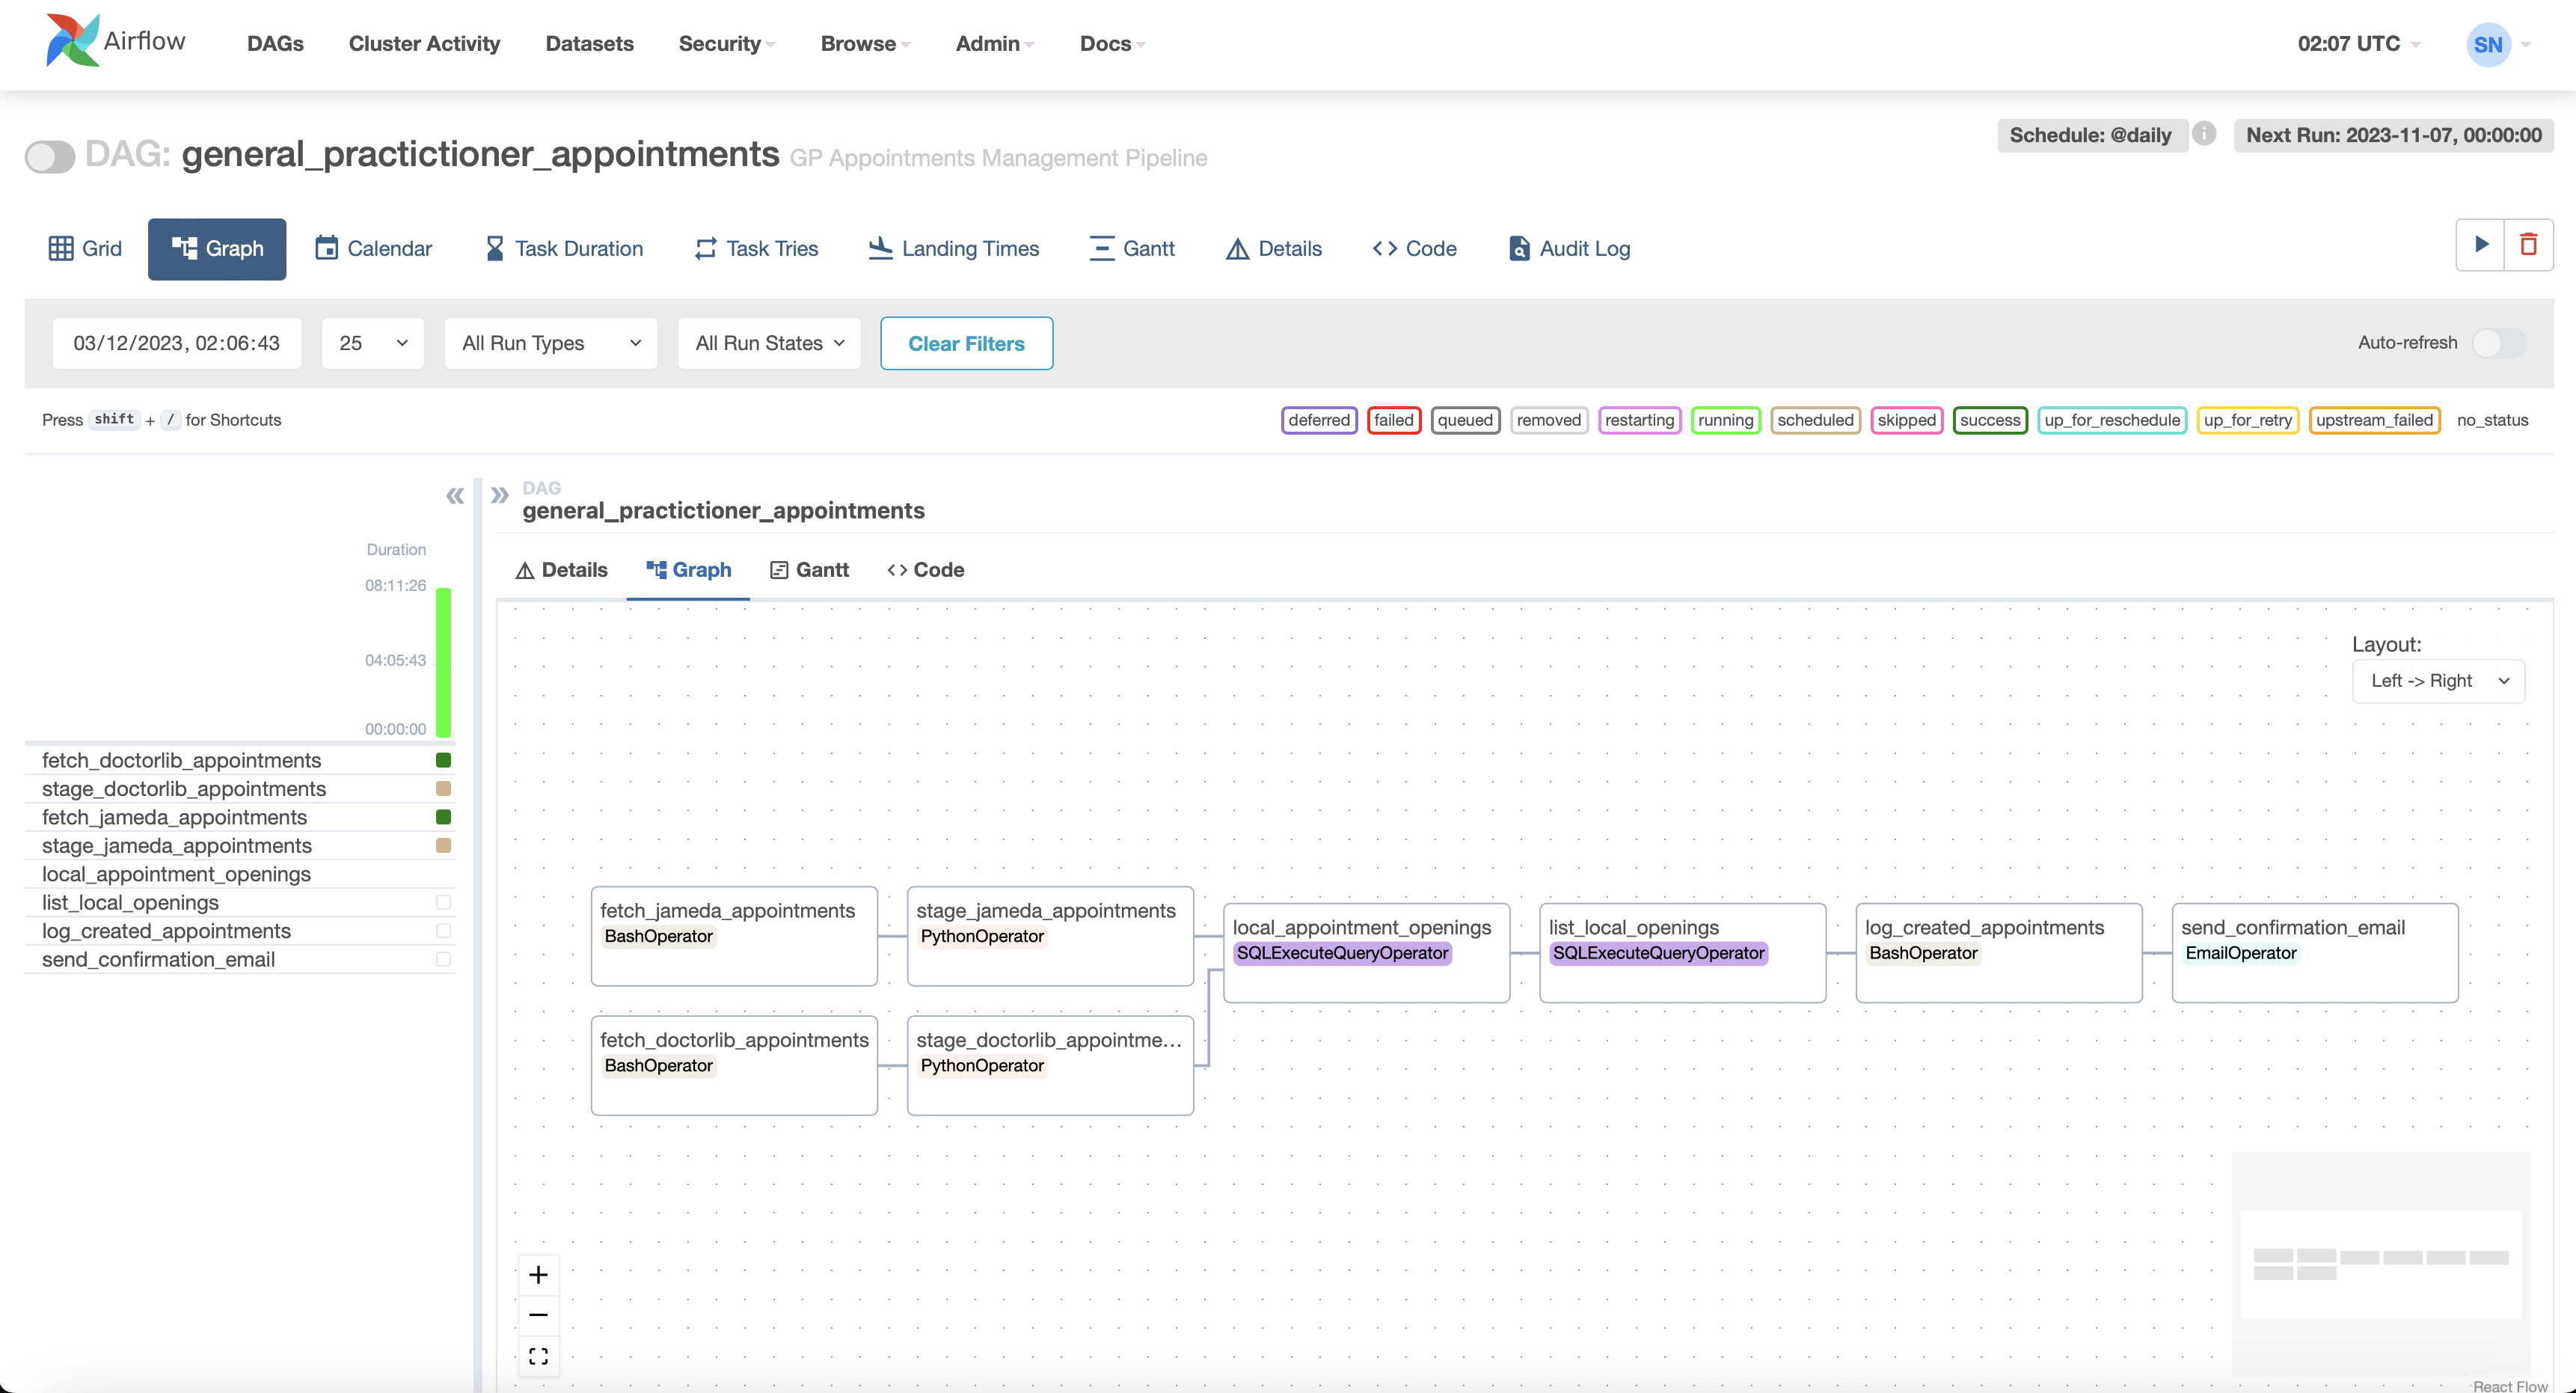 Airflow DAGs Cluster Activity Datasets Security Browse Admin Docs 02:07 UTC SN
DAG: general_practictioner_appointments GP Appointments Management Pipeline
Schedule: @daily i Next Run: 2023-11-07, 00:00:00
Grid Graph Calendar Task Duration Task Tries Landing Times Gantt Details Code Audit Log
03/12/2023, 02:06:43 25 All Run Types All Run States Clear Filters Auto-refresh
Press shift + / for Shortcuts
deferred failed queued removed restarting running scheduled skipped success up_for_reschedule up_for_retry upstream_failed no_status
Duration
08:11:26
04:05:43
00:00:00
fetch_doctorlib_appointments
stage_doctorlib_appointments
fetch_jameda_appointments
stage_jameda_appointments
local_appointment_openings
list_local_openings
log_created_appointments
send_confirmation_email
DAG
general_practictioner_appointments
Details Graph Gantt Code
Layout:
Left -> Right
fetch_jameda_appointments
BashOperator
stage_jameda_appointments
PythonOperator
local_appointment_openings
SQLExecuteQueryOperator
list_local_openings
SQLExecuteQueryOperator
log_created_appointments
BashOperator
send_confirmation_email
EmailOperator
fetch_doctorlib_appointments
BashOperator
stage_doctorlib_appointme...
PythonOperator
React Flow